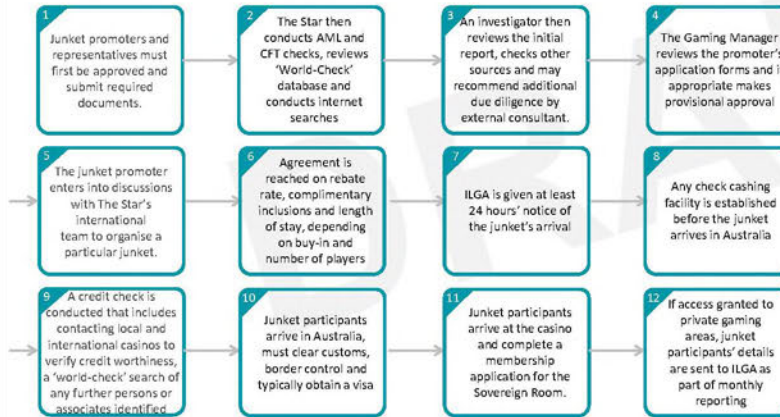 1
Junket promoters and
representatives must
first be approved and
submit required
documents.
2
The Star then
conducts AML and
CFT checks, reviews
'World-Check'
database and
conducts internet
searches
3
An investigator then
reviews the initial
report, checks other
sources and may
recommend additional
due diligence by
external consultant.
4
The Gaming Manager
reviews the promoter's
application forms and i
appropriate makes
provisional approval
5
The junket promoter
enters into discussions
with The Star's
international
team to organise a
particular junket.
6
Agreement is
reached on rebate
rate, complimentary
inclusions and length
of stay, depending
on buy-in and
number of players
7
ILGA is given at least
24 hours' notice of
the junket's arrival
8
Any check cashing
facility is established
before the junket
arrives in Australia
9
A credit check is
conducted that includes
contacting local and
international casinos to
verify credit worthiness,
a 'world-check' search of
any further persons or
associates identified
10
Junket participants
arrive in Australia,
must clear customs,
border control and
typically obtain a visa
11
Junket participants
arrive at the casino and
complete a
membership
application for the
Sovereign Room.
12
If access granted to
private gaming
areas, junket
participants' details
are sent to ILGA as
part of monthly
reporting